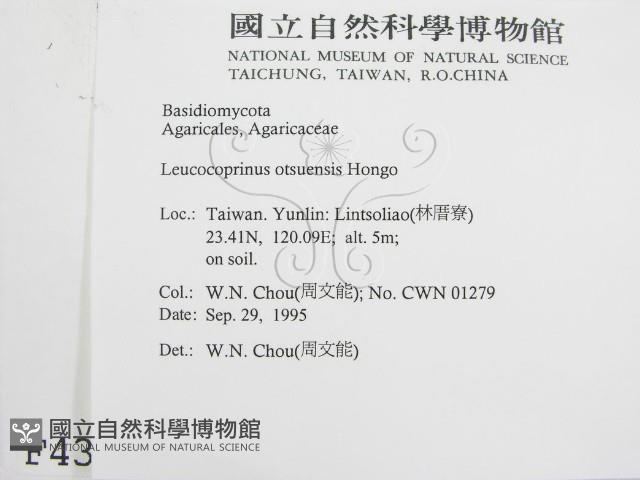 國立自然科學博物館
NATIONAL MUSEUM OF NATURAL SCIENCE
TAICHUNG, TAIWAN, R.O.CHINA
Basidiomycota
Agaricales, Agaricaceae
Leucocoprinus otsuensis Hongo
Loc.: Taiwan. Yunlin: Lintsoliao(林厝寮)
23.41N, 120.09E; alt. 5m;
on soil.
Col.: W.N. Chou(周文能); No. CWN 01279
Date: Sep. 29, 1995
Det.: W.N. Chou(周文能)
國立自然科學博物館
NATIONAL MUSEUM OF NATURAL SCIENCE
F43